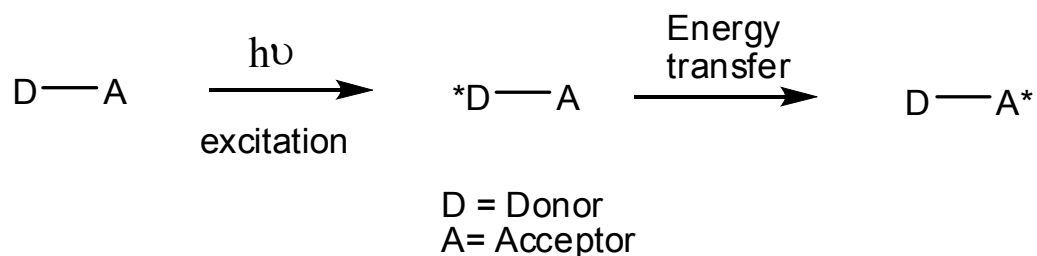 hυ
Energy
transfer
D—A
*D—A
D—A*
excitation
D = Donor
A= Acceptor